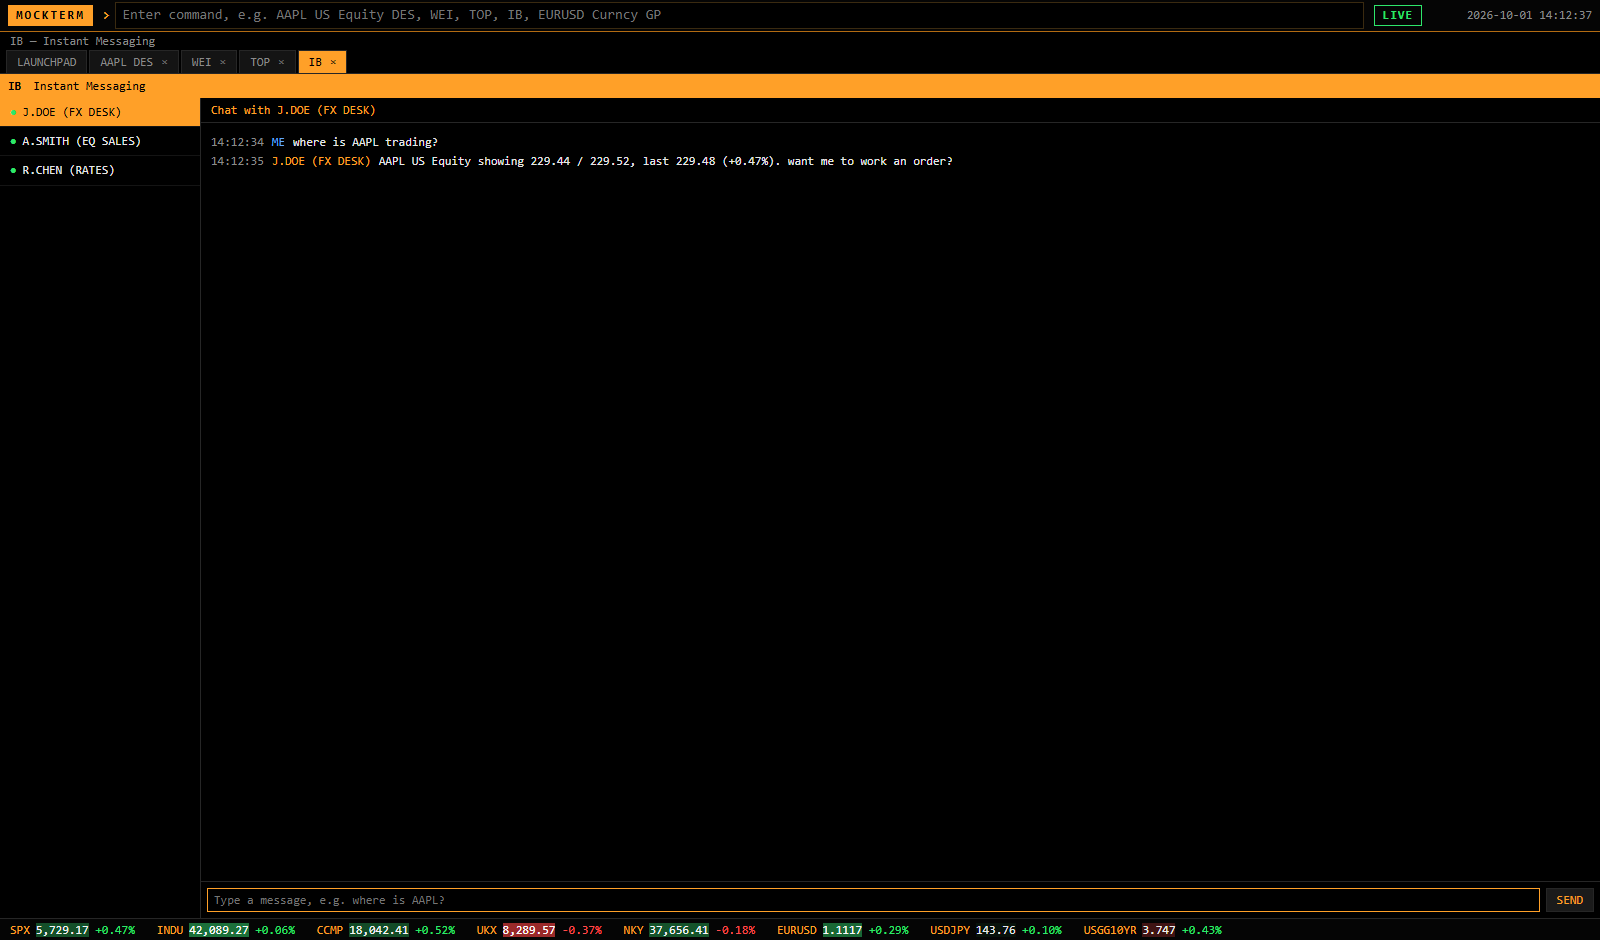 MOCKTERM > Enter command, e.g. AAPL US Equity DES, WEI, TOP, IB, EURUSD Curncy GP LIVE 2026-10-01 14:12:37
IB — Instant Messaging
LAUNCHPAD AAPL DES × WEI × TOP × IB ×
IB Instant Messaging
J.DOE (FX DESK)
A.SMITH (EQ SALES)
R.CHEN (RATES)
Chat with J.DOE (FX DESK)
14:12:34 ME where is AAPL trading?
14:12:35 J.DOE (FX DESK) AAPL US Equity showing 229.44 / 229.52, last 229.48 (+0.47%). want me to work an order?
Type a message, e.g. where is AAPL? SEND
SPX 5,729.17 +0.47% INDU 42,089.27 +0.06% CCMP 18,042.41 +0.52% UKX 8,289.57 -0.37% NKY 37,656.41 -0.18% EURUSD 1.1117 +0.29% USDJPY 143.76 +0.10% USGG10YR 3.747 +0.43%